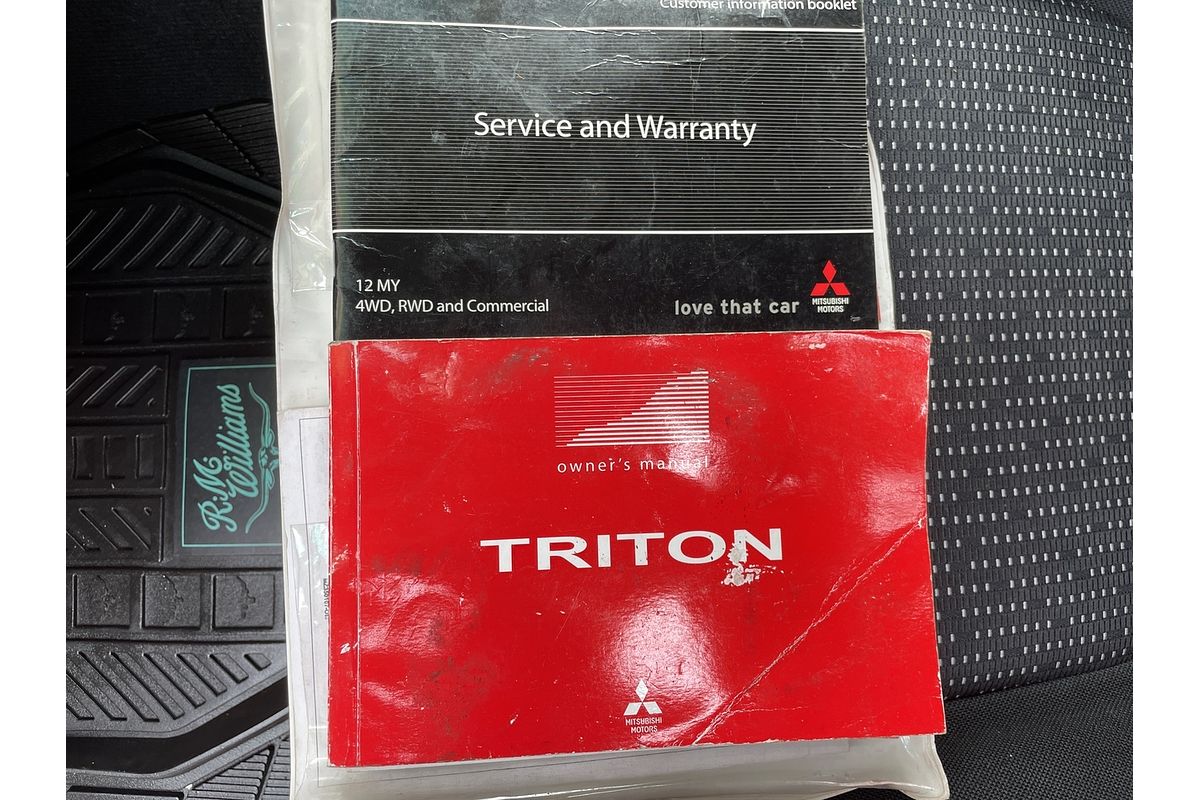 Customer information booklet
Service and Warranty
12 MY
4WD, RWD and Commercial
love that car
MITSUBISHI
MOTORS
R.M.
Williams
owner's manual
TRITON
MITSUBISHI
MOTORS